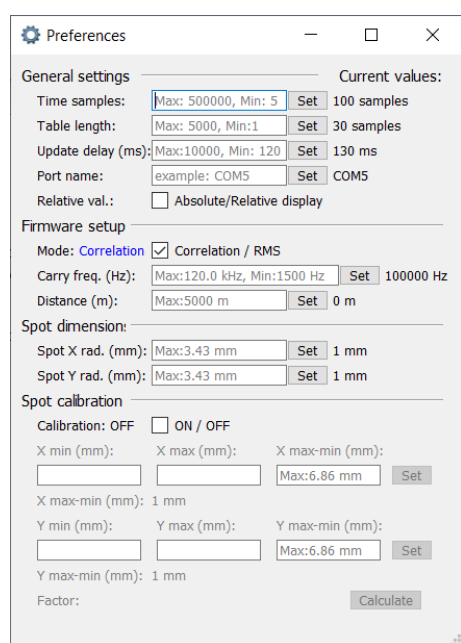 Preferences
General settings Current values:
Time samples: Max: 500000, Min: 5 Set 100 samples
Table length: Max: 5000, Min:1 Set 30 samples
Update delay (ms): Max:10000, Min: 120 Set 130 ms
Port name: example: COM5 Set COM5
Relative val.: Absolute/Relative display
Firmware setup
Mode: Correlation Correlation / RMS
Carry freq. (Hz): Max:120.0 kHz, Min:1500 Hz Set 100000 Hz
Distance (m): Max:5000 m Set 0 m
Spot dimensions
Spot X rad. (mm): Max:3.43 mm Set 1 mm
Spot Y rad. (mm): Max:3.43 mm Set 1 mm
Spot calibration
Calibration: OFF ON / OFF
X min (mm): X max (mm): X max-min (mm):
Max:6.86 mm Set
X max-min (mm): 1 mm
Y min (mm): Y max (mm): Y max-min (mm):
Max:6.86 mm Set
Y max-min (mm): 1 mm
Factor: Calculate